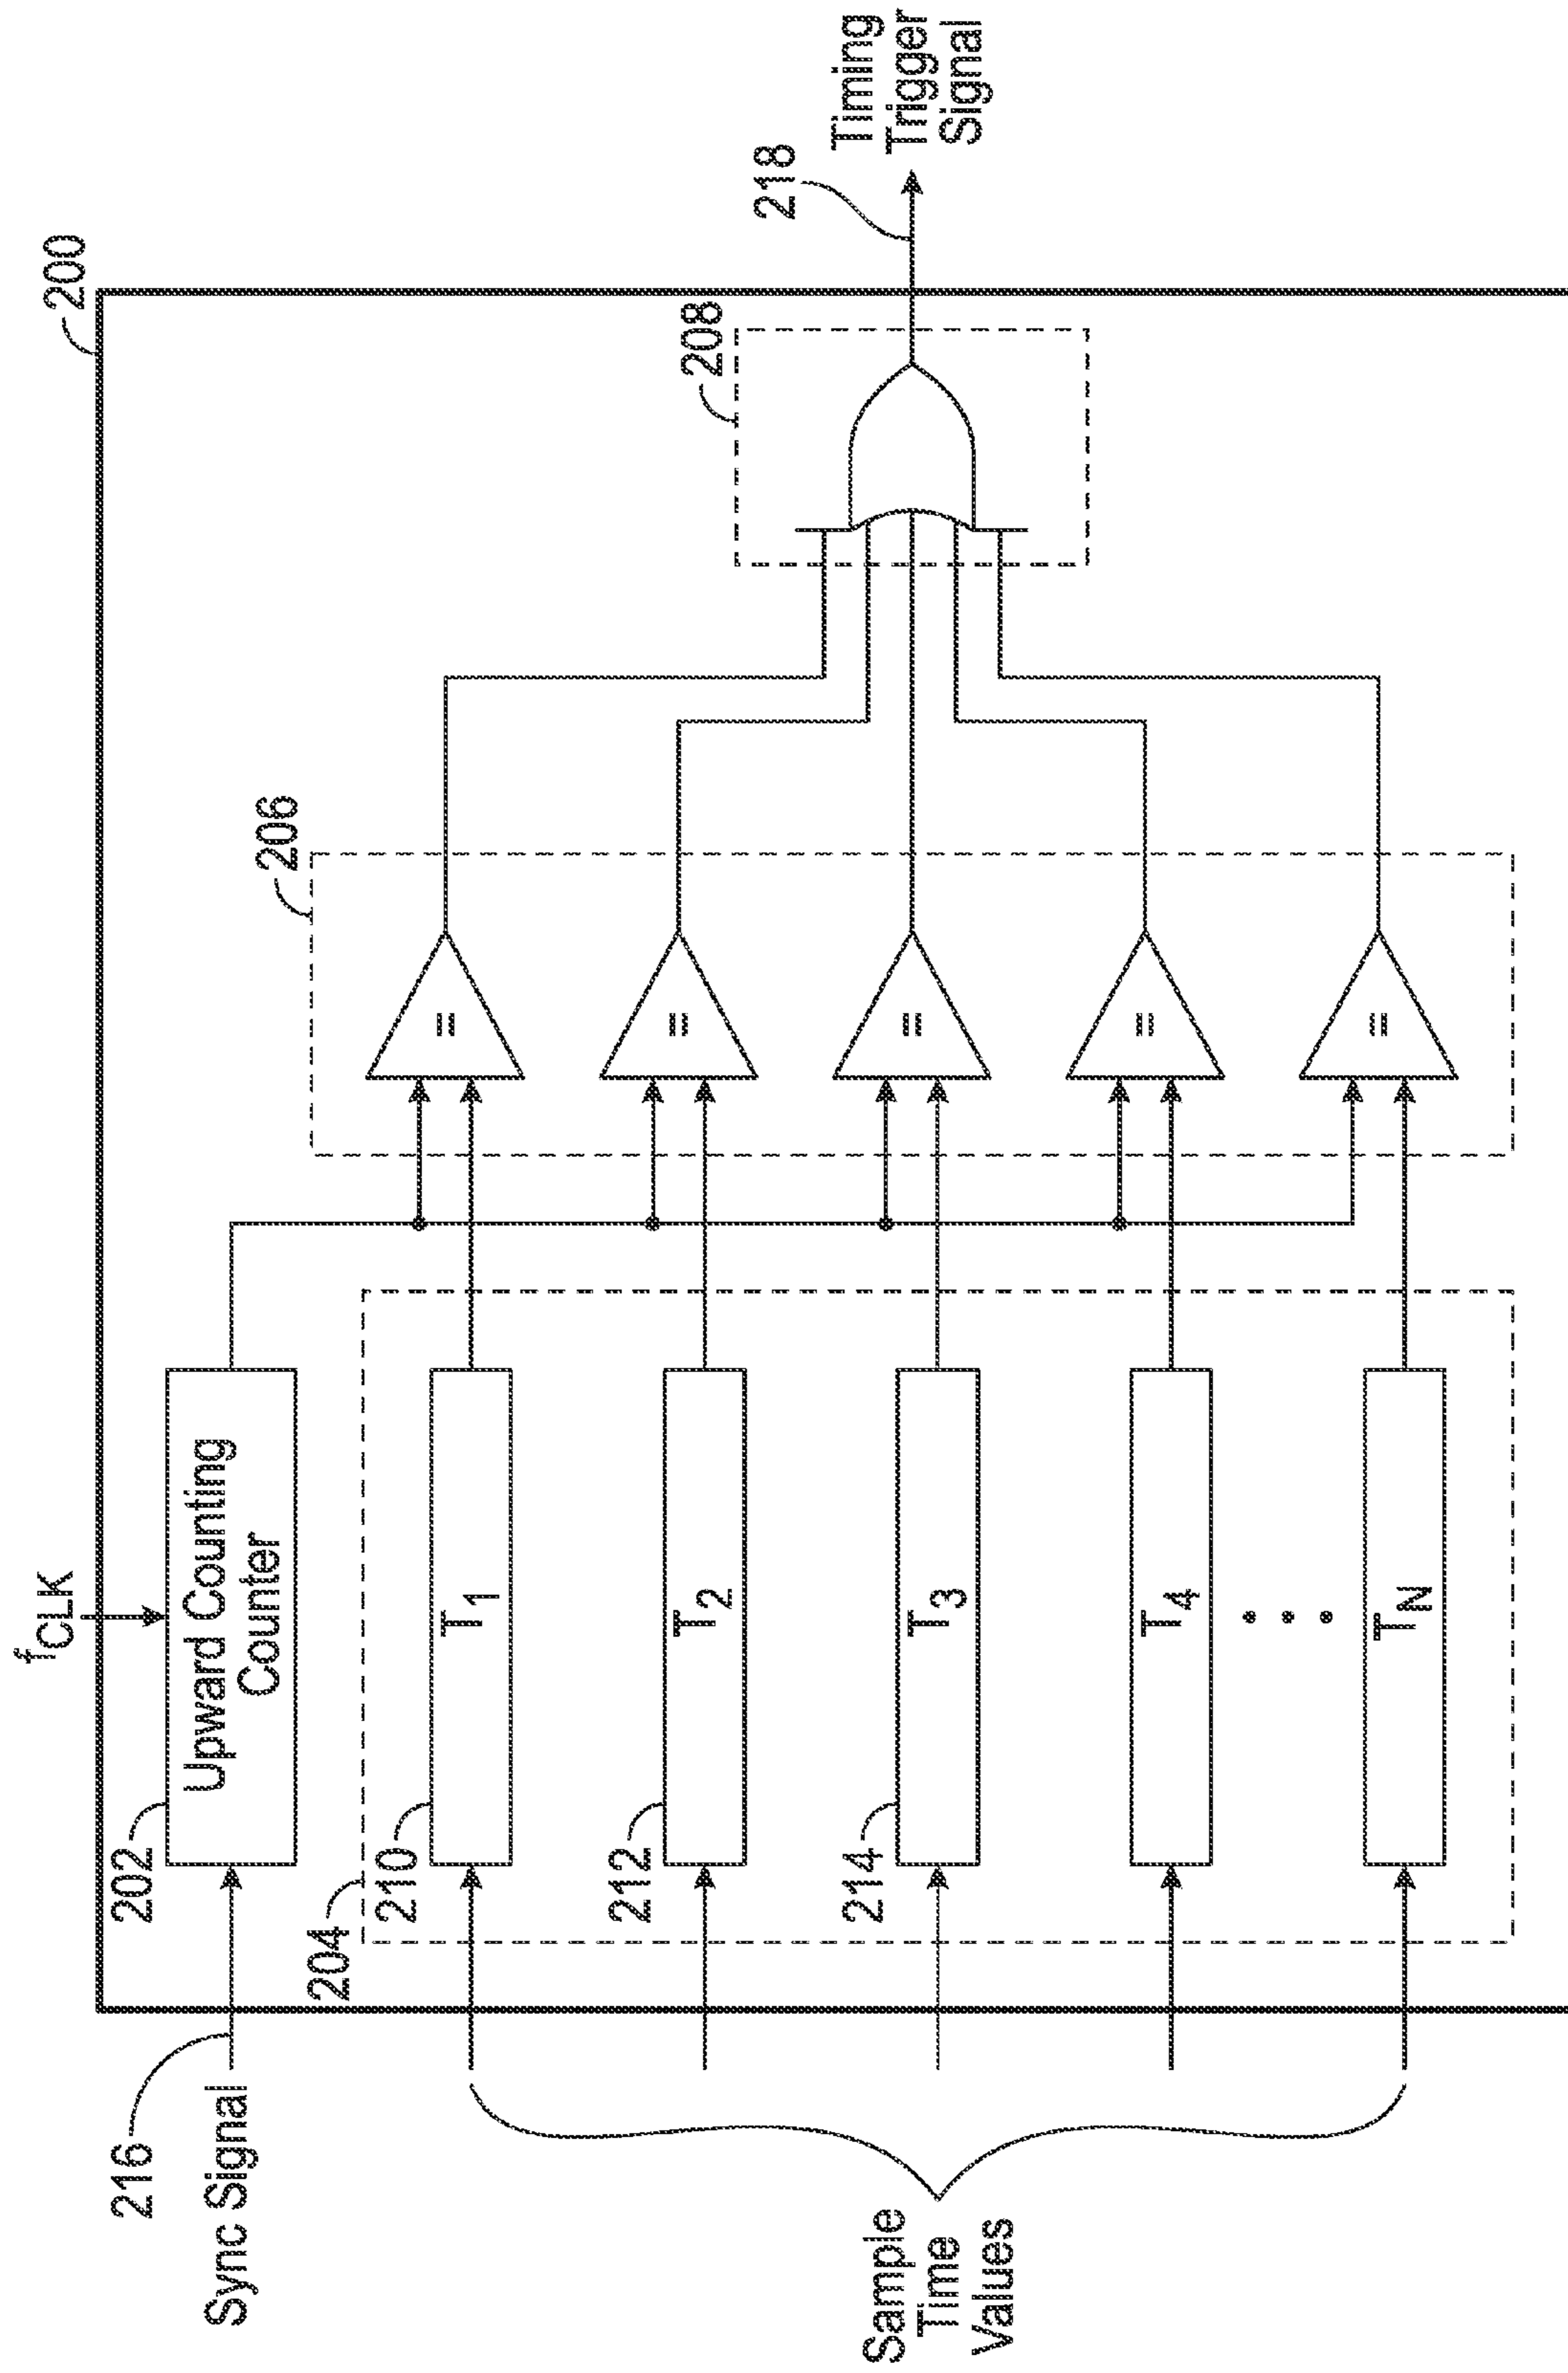 200
fCLK
216
Sync Signal
202
Upward Counting
Counter
204
210
T1
212
T2
214
T3
T4
TN
Sample
Time
Values
206
=
=
=
=
=
208
218
Timing
Trigger
Signal